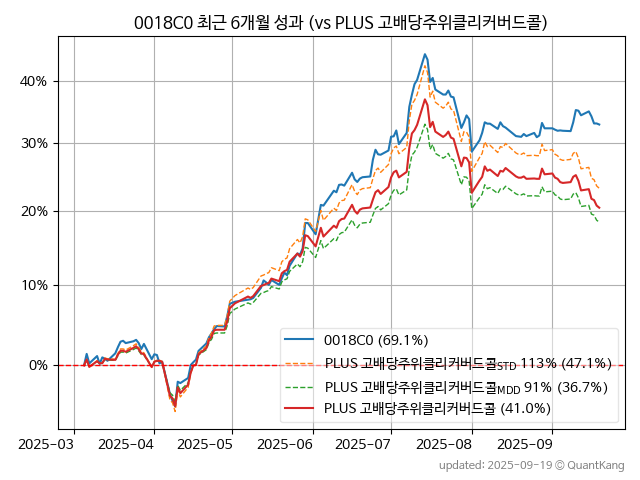 0018C0 최근 6개월 성과 (vs PLUS 고배당주위클리커버드콜)
40%
30%
20%
10%
0%
0018C0 (69.1%)
PLUS 고배당주위클리커버드콜STD 113% (47.1%)
PLUS 고배당주위클리커버드콜MDD 91% (36.7%)
PLUS 고배당주위클리커버드콜 (41.0%)
2025-03 2025-04 2025-05 2025-06 2025-07 2025-08 2025-09
updated: 2025-09-19 © QuantKang